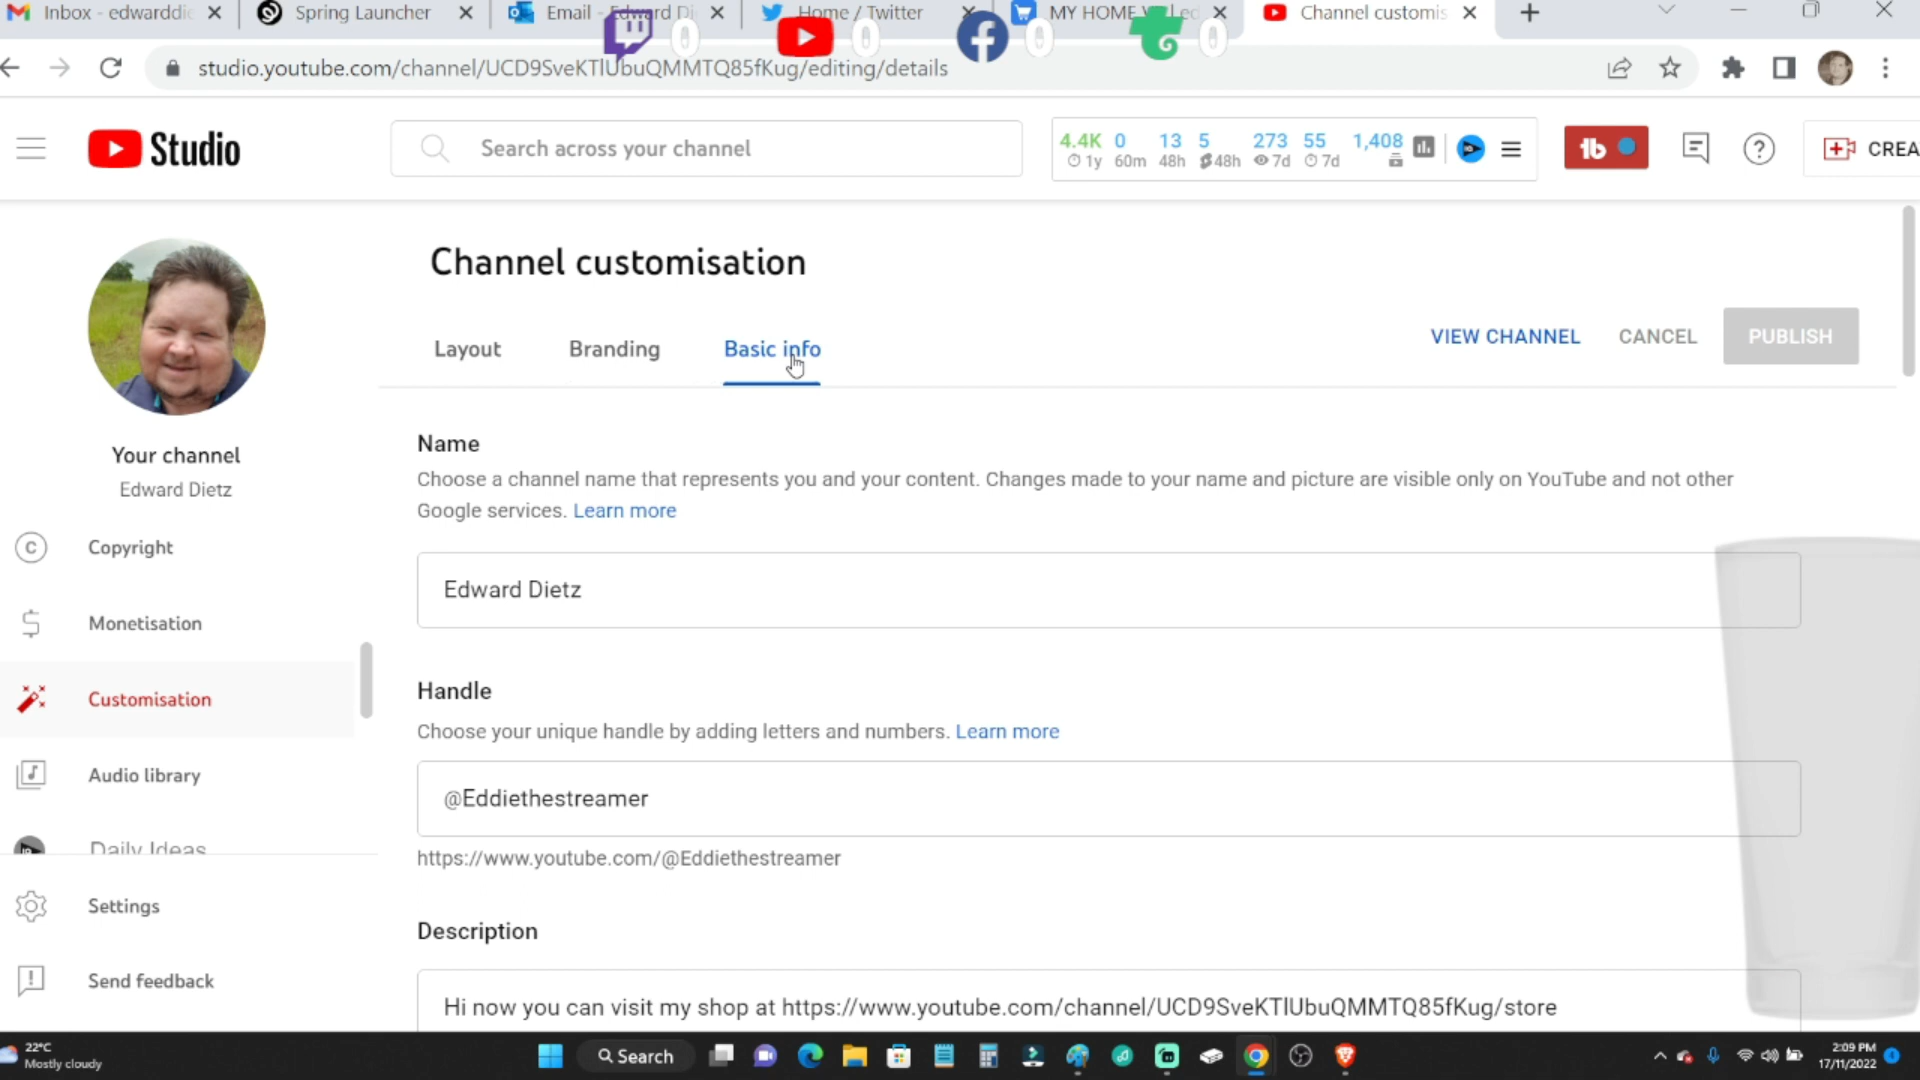 Inbox - edwarddie
Spring Launcher
Email - Edward Di
Home / Twitter
MY HOME
Channel customis
0
0
0
0
studio.youtube.com/channel/UCD9SveKTlUbuQMMTQ85fKug/editing/details
Studio
Search across your channel
4.4K 0 13 5 273 55 1,408
1y 60m 48h 48h 7d 7d
tb
CREA
Channel customisation
Layout
Branding
Basic info
VIEW CHANNEL
CANCEL
PUBLISH
Your channel
Edward Dietz
Copyright
Monetisation
Customisation
Audio library
Daily Ideas
Settings
Send feedback
Name
Choose a channel name that represents you and your content. Changes made to your name and picture are visible only on YouTube and not other
Google services. Learn more
Edward Dietz
Handle
Choose your unique handle by adding letters and numbers. Learn more
@Eddiethestreamer
https://www.youtube.com/@Eddiethestreamer
Description
Hi now you can visit my shop at https://www.youtube.com/channel/UCD9SveKTlUbuQMMTQ85fKug/store
22°C
Mostly cloudy
Search
2:09 PM
17/11/2022